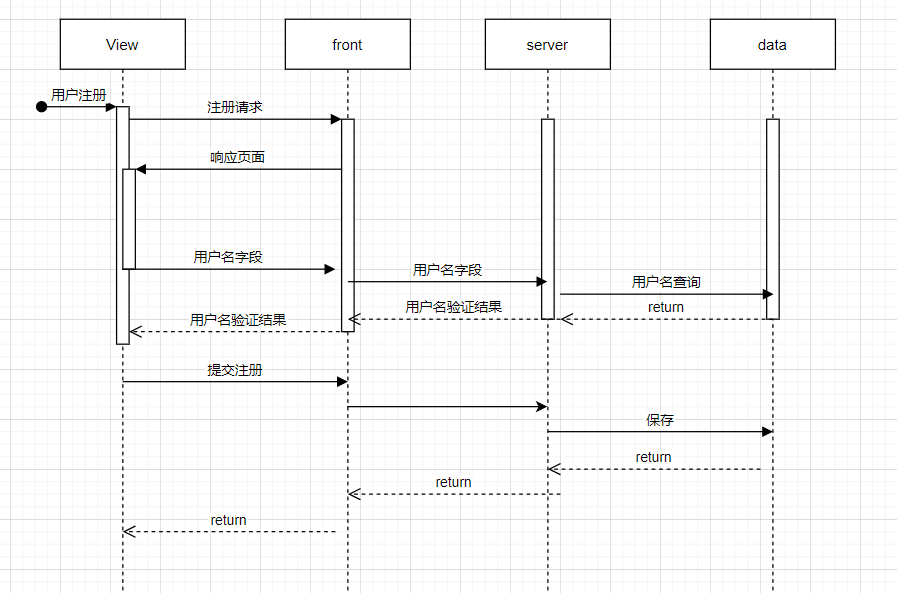 View
front
server
data
用户注册
注册请求
响应页面
用户名字段
用户名字段
用户名查询
return
用户名验证结果
用户名验证结果
提交注册
保存
return
return
return